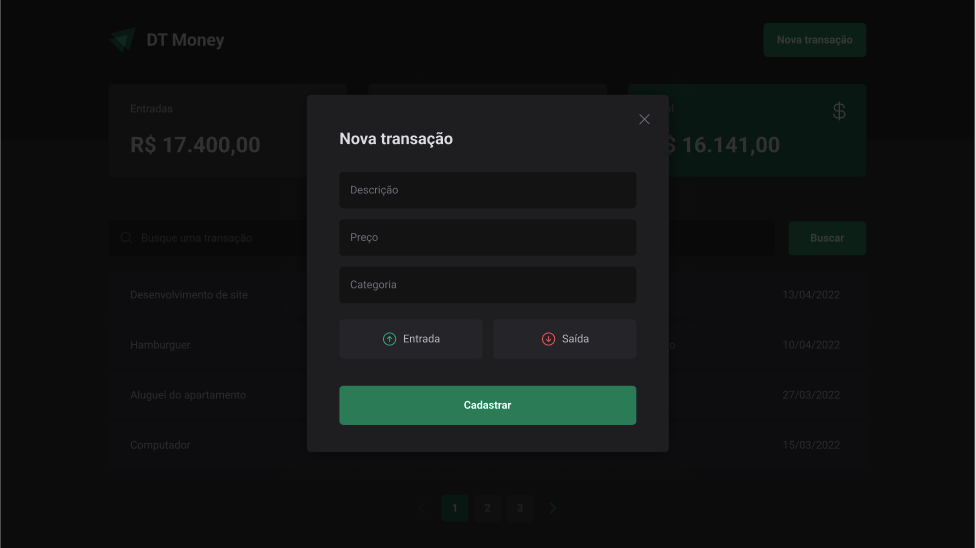 DT Money
Nova transação
Entradas
R$ 17.400,00
16.141,00
Nova transação
Descrição
Preço
Categoria
Entrada
Saída
Cadastrar
Busque uma transação
Buscar
Desenvolvimento de site 13/04/2022
Hamburguer 10/04/2022
Aluguel do apartamento 27/03/2022
Computador 15/03/2022
1 2 3